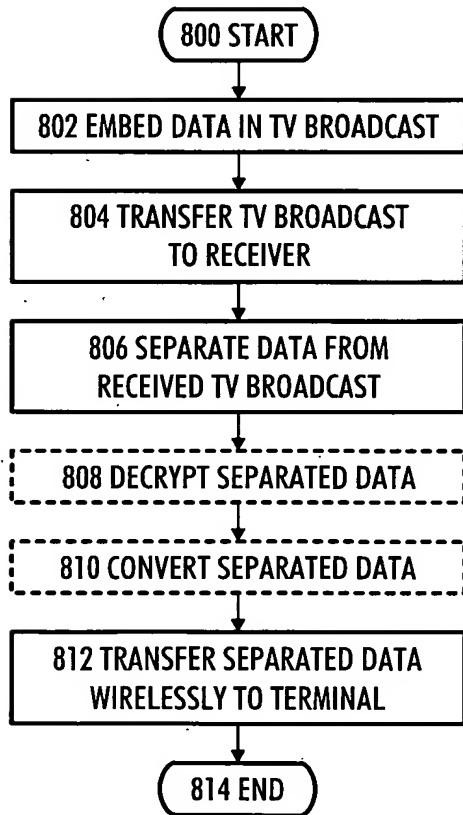 800 START
802 EMBED DATA IN TV BROADCAST
804 TRANSFER TV BROADCAST
TO RECEIVER
806 SEPARATE DATA FROM
RECEIVED TV BROADCAST
808 DECRYPT SEPARATED DATA
810 CONVERT SEPARATED DATA
812 TRANSFER SEPARATED DATA
WIRELESSLY TO TERMINAL
814 END